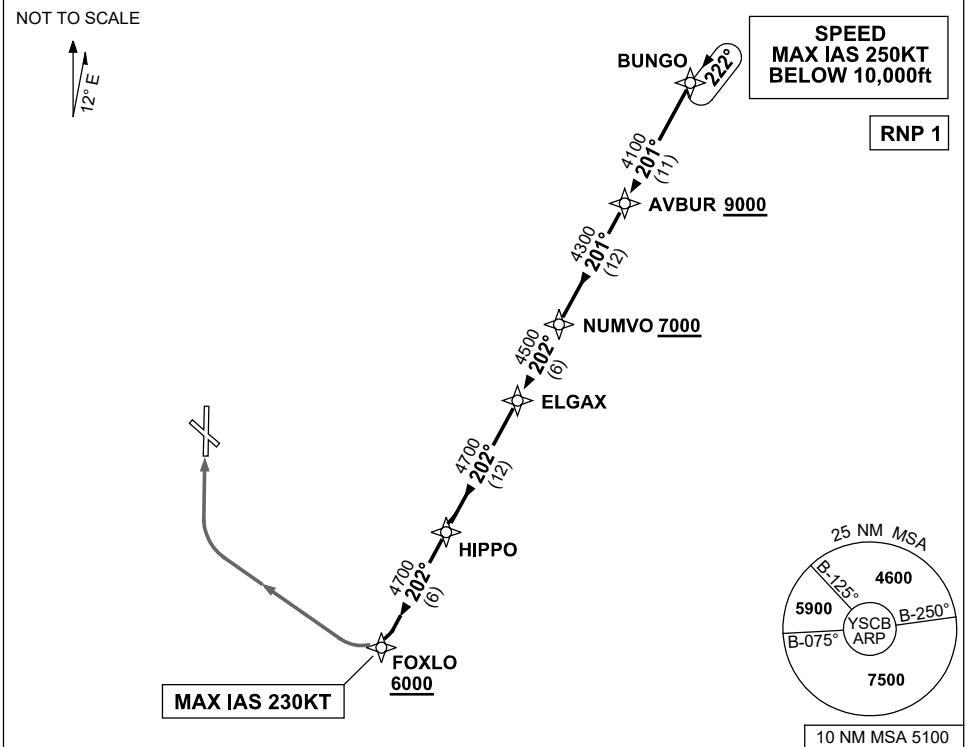 NOT TO SCALE
12° E
SPEED
MAX IAS 250KT
BELOW 10,000ft
RNP 1
BUNGO
222°
4100
201°
(11)
AVBUR 9000
4300
201°
(12)
NUMVO 7000
4500
202°
(6)
ELGAX
4700
202°
(12)
HIPPO
4700
202°
(6)
FOXLO
6000
MAX IAS 230KT
25 NM MSA
B-125°
4600
5900
B-250°
YSCB
ARP
B-075°
7500
10 NM MSA 5100